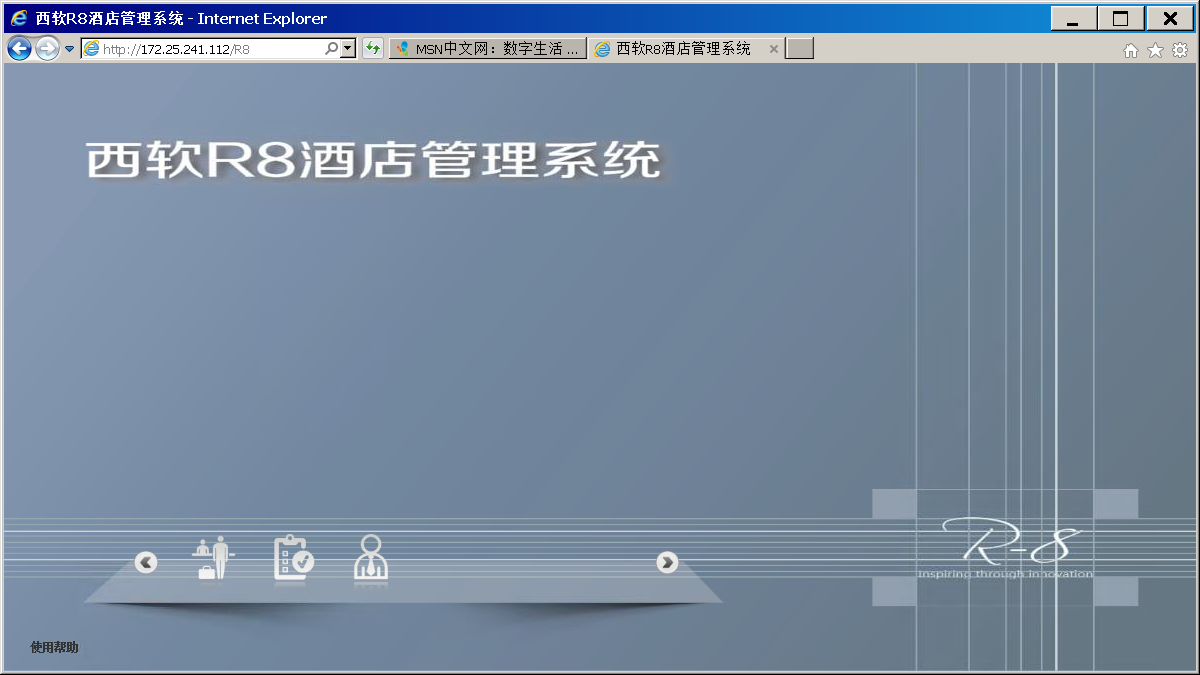 西软R8酒店管理系统 - Internet Explorer
http://172.25.241.112/R8
MSN中文网：数字生活 ...
西软R8酒店管理系统
西软R8酒店管理系统
R-8
Inspiring through innovation
使用帮助